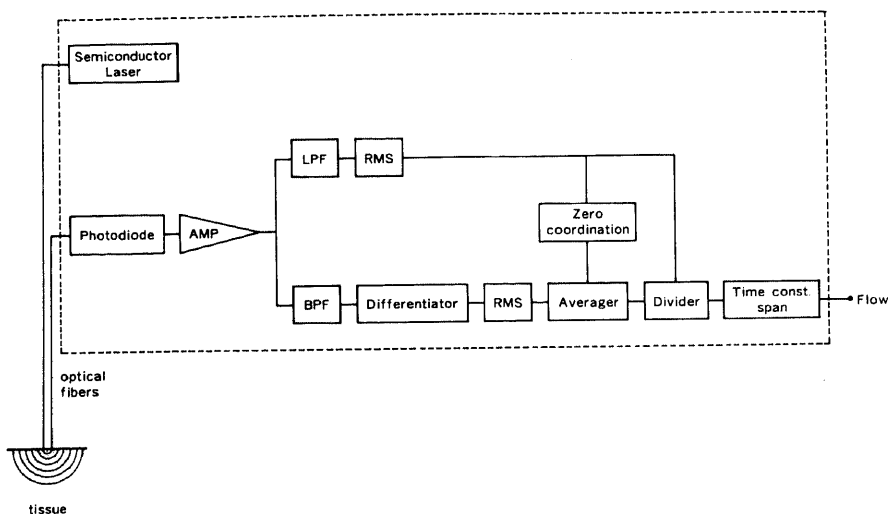 Semiconductor
Laser
LPF
RMS
Photodiode
AMP
Zero
coordination
BPF
Differentiator
RMS
Averager
Divider
Time const.
span
Flow
optical
fibers
tissue